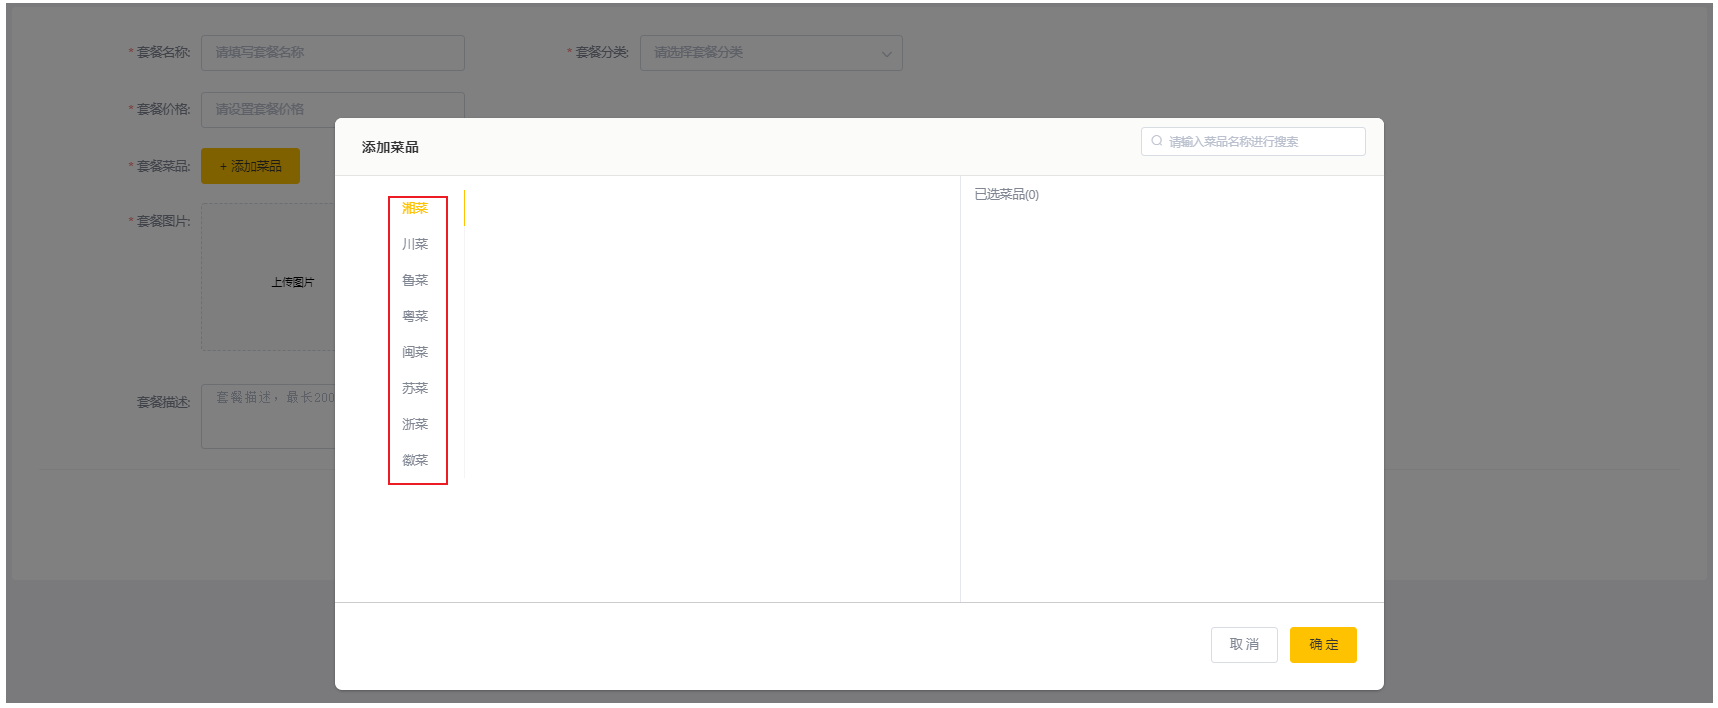 * 套餐名称: 请填写套餐名称
* 套餐分类: 请选择套餐分类
* 套餐价格: 请设置套餐价格
* 套餐菜品: + 添加菜品
* 套餐图片:
上传图片
套餐描述: 套餐描述，最长200
添加菜品
请输入菜品名称进行搜索
湘菜
川菜
鲁菜
粤菜
闽菜
苏菜
浙菜
徽菜
已选菜品(0)
取 消
确 定